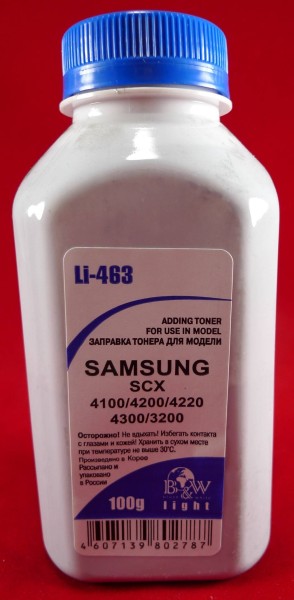 Li-463
ADDING TONER
FOR USE IN MODEL
ЗАПРАВКА ТОНЕРА ДЛЯ МОДЕЛИ
SAMSUNG
SCX
4100/4200/4220
4300/3200
Осторожно! Не вдыхать! Избегать контакта
с глазами и кожей! Хранить в сухом месте
при температуре не выше 30°С.
Произведено в Корее
Рассыпано и
упаковано
в России
100g
B&W
light
4 607139 802787